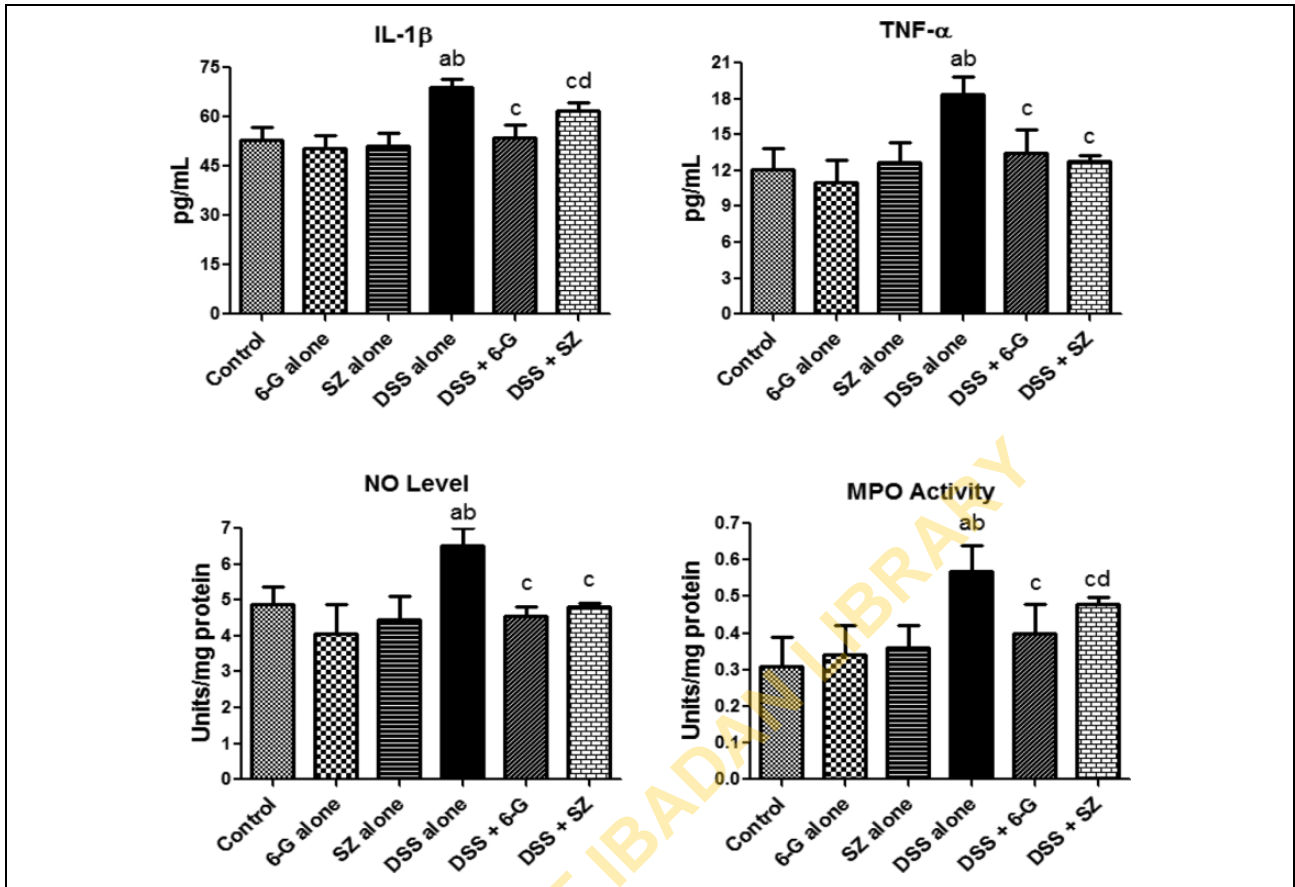 IL-1β
ab
c
cd
75
60
45
30
15
0
pg/mL
Control
6-G alone
SZ alone
DSS alone
DSS + 6-G
DSS + SZ
TNF-α
ab
c
c
21
18
15
12
9
6
3
0
pg/mL
Control
6-G alone
SZ alone
DSS alone
DSS + 6-G
DSS + SZ
NO Level
ab
c
c
7
6
5
4
3
2
1
0
Units/mg protein
Control
6-G alone
SZ alone
DSS alone
DSS + 6-G
DSS + SZ
MPO Activity
ab
c
cd
0.7
0.6
0.5
0.4
0.3
0.2
0.1
0.0
Units/mg protein
Control
6-G alone
SZ alone
DSS alone
DSS + 6-G
DSS + SZ
IBADAN LIBRARY